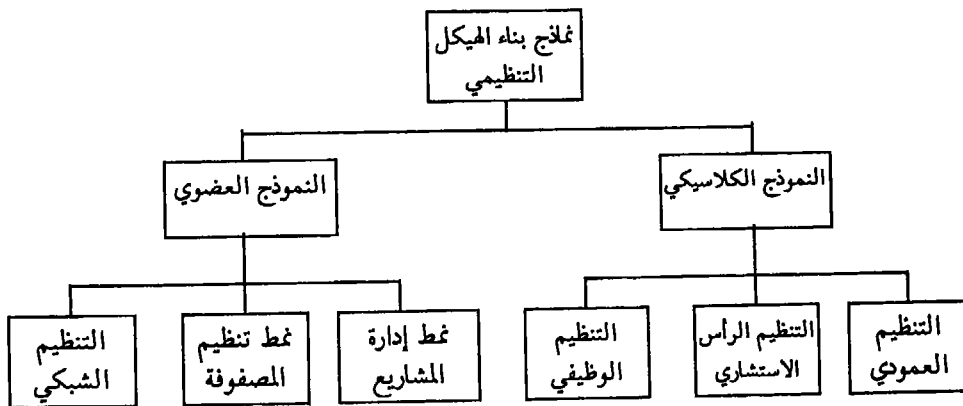 نماذج بناء الهيكل
التنظيمي
النموذج الكلاسيكي
النموذج العضوي
التنظيم
العمودي
التنظيم الرأس
الاستشاري
التنظيم
الوظيفي
نمط إدارة
المشاريع
نمط تنظيم
المصفوفة
التنظيم
الشبكي